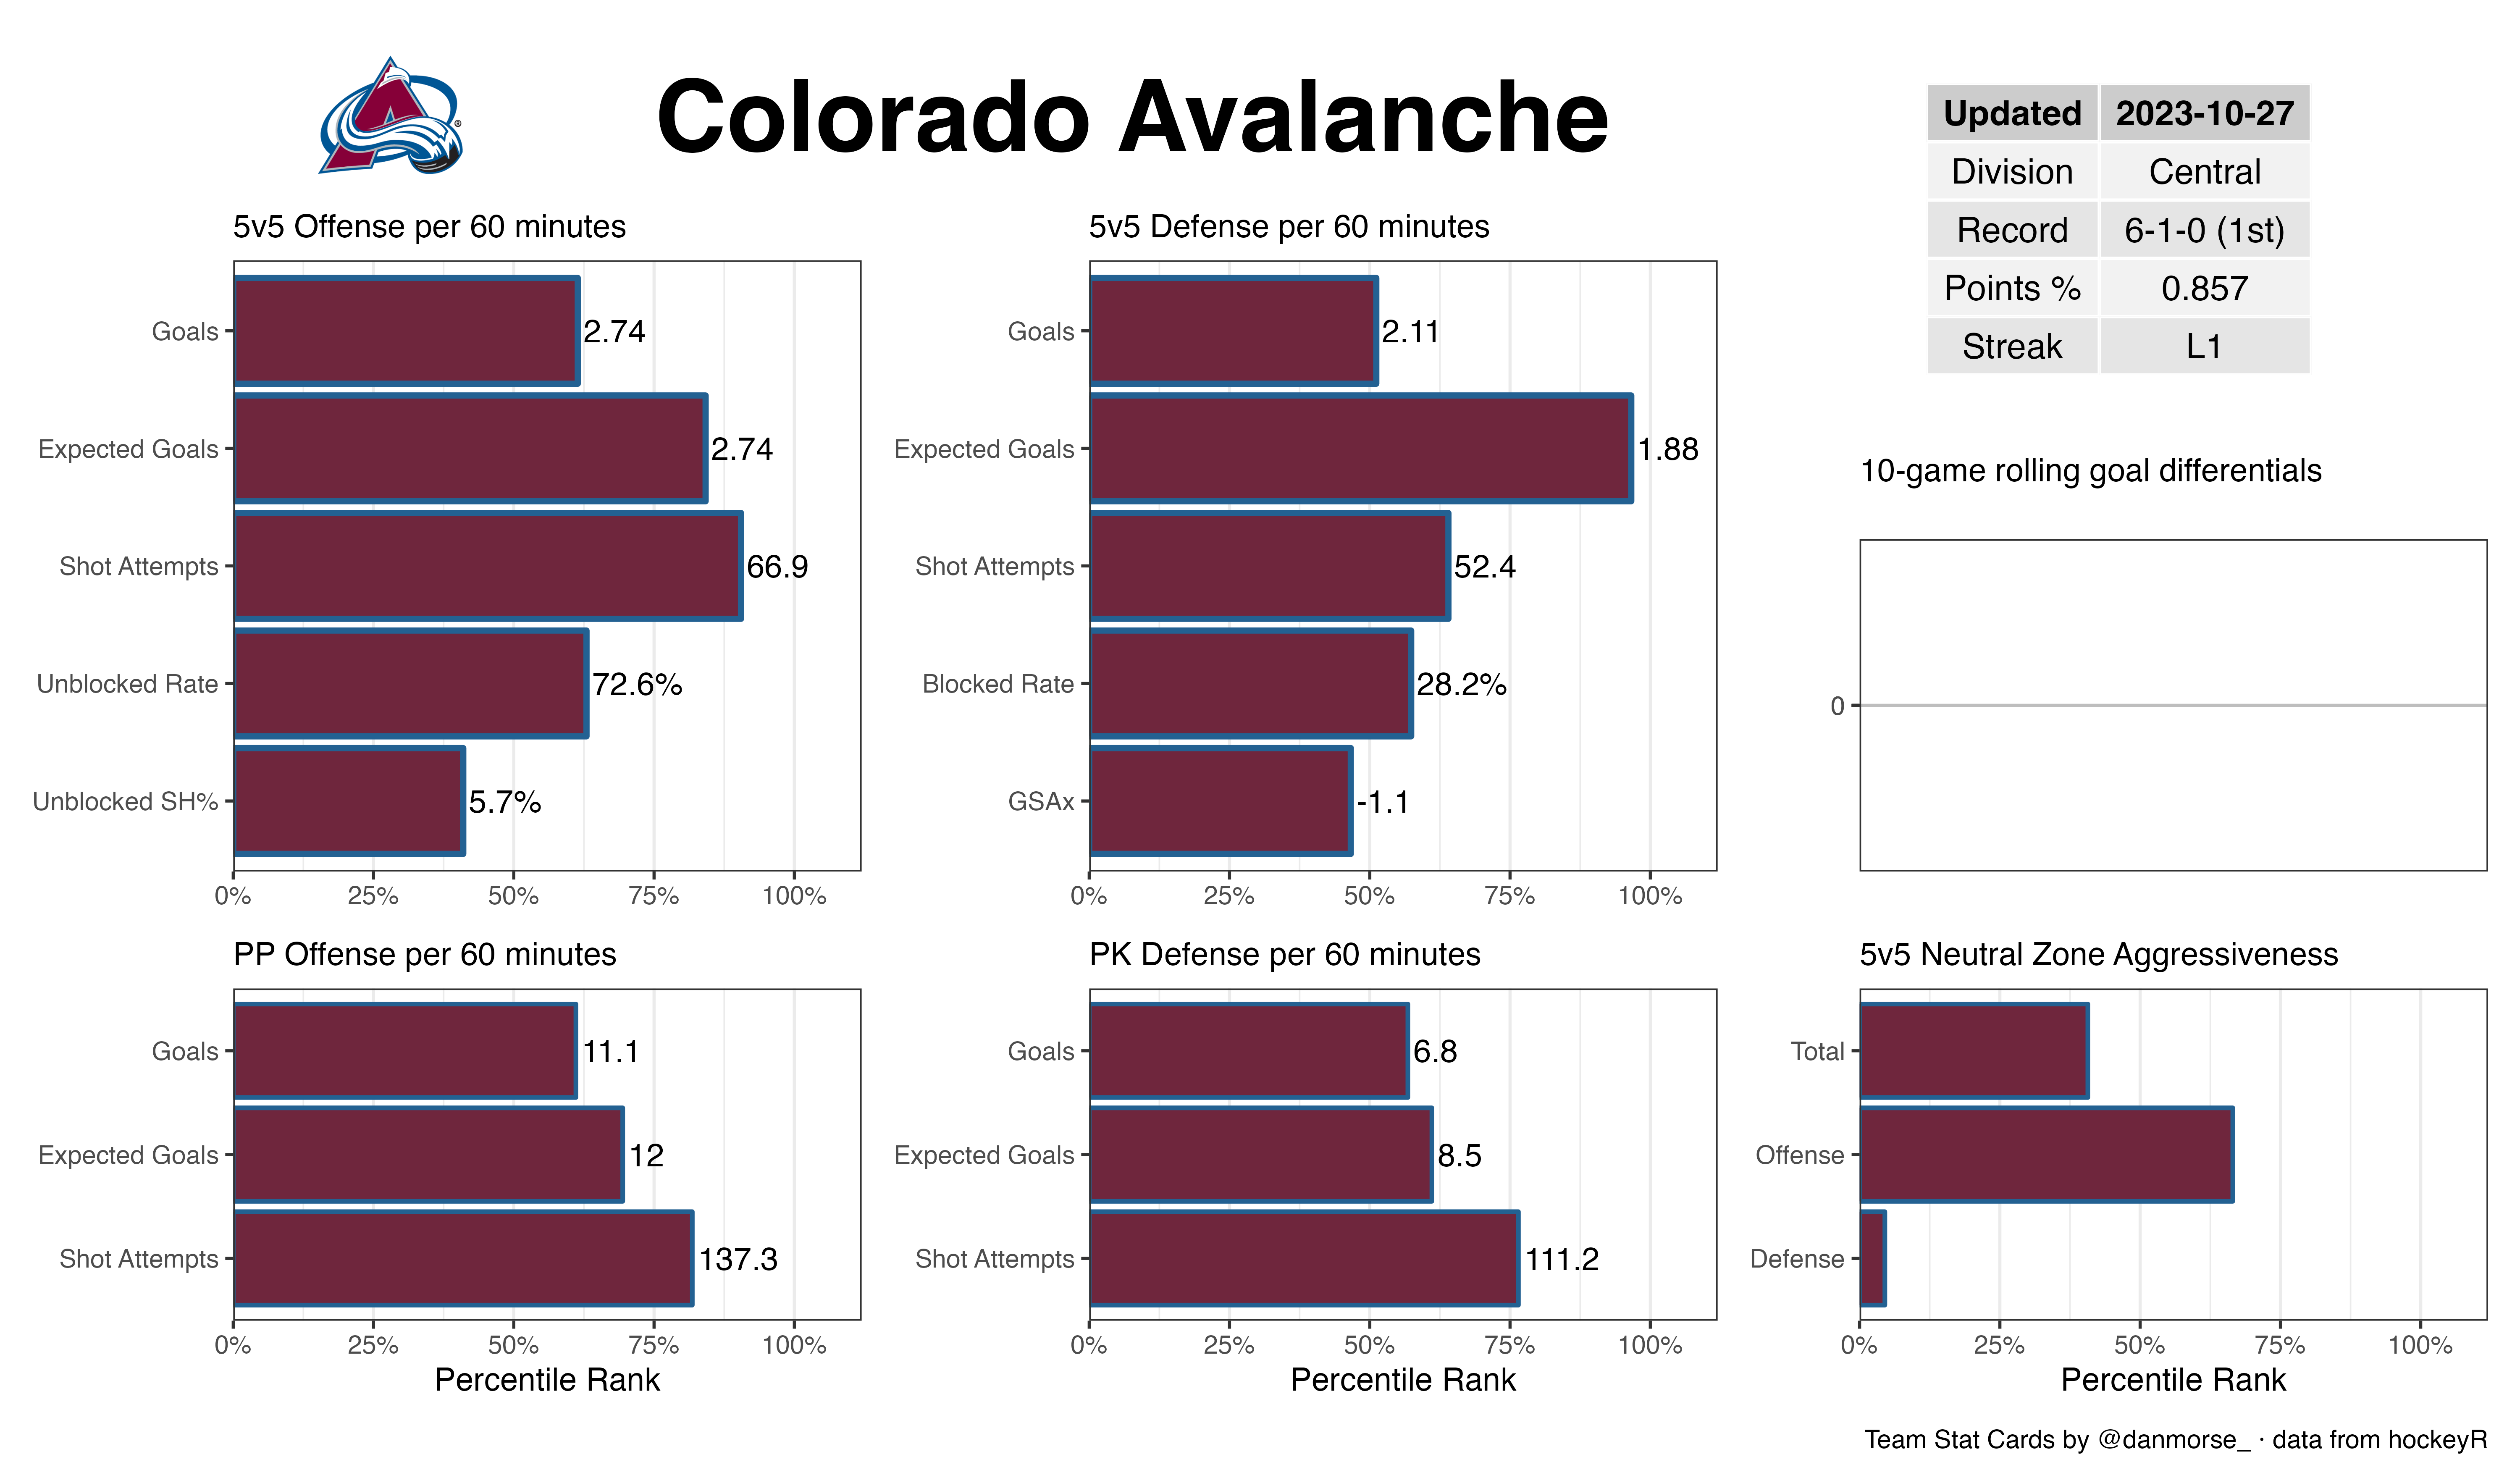 Colorado Avalanche
Updated 2023-10-27
Division Central
Record 6-1-0 (1st)
Points % 0.857
Streak L1
5v5 Offense per 60 minutes
Goals 2.74
Expected Goals 2.74
Shot Attempts 66.9
Unblocked Rate 72.6%
Unblocked SH% 5.7%
0% 25% 50% 75% 100%
5v5 Defense per 60 minutes
Goals 2.11
Expected Goals 1.88
Shot Attempts 52.4
Blocked Rate 28.2%
GSAx -1.1
0% 25% 50% 75% 100%
10-game rolling goal differentials
0
PP Offense per 60 minutes
Goals 11.1
Expected Goals 12
Shot Attempts 137.3
0% 25% 50% 75% 100%
Percentile Rank
PK Defense per 60 minutes
Goals 6.8
Expected Goals 8.5
Shot Attempts 111.2
0% 25% 50% 75% 100%
Percentile Rank
5v5 Neutral Zone Aggressiveness
Total
Offense
Defense
0% 25% 50% 75% 100%
Percentile Rank
Team Stat Cards by @danmorse_ · data from hockeyR